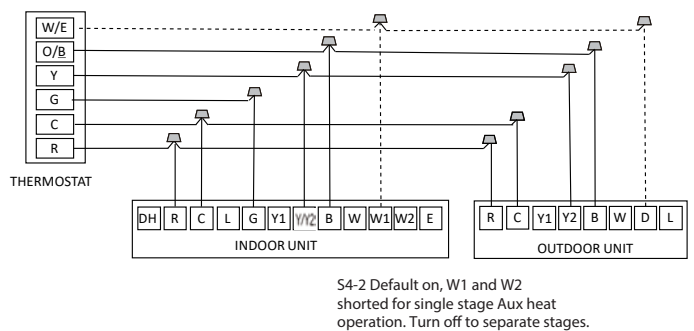 W/E
O/B
Y
G
C
R
THERMOSTAT
DH R C L G Y1 Y/Y2 B W W1 W2 E
INDOOR UNIT
R C Y1 Y2 B W D L
OUTDOOR UNIT
S4-2 Default on, W1 and W2
shorted for single stage Aux heat
operation. Turn off to separate stages.